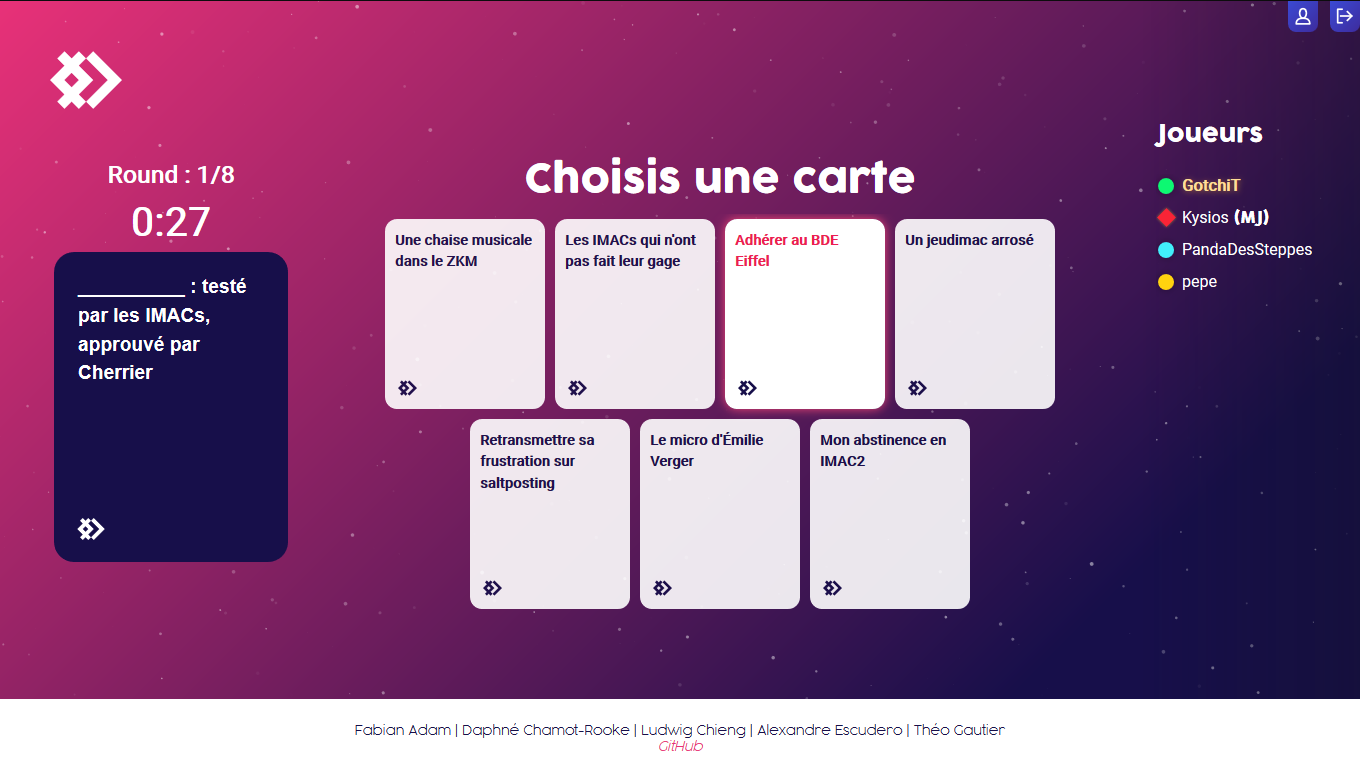 Round : 1/8
0:27
__________ : testé
par les IMACs,
approuvé par
Cherrier
Choisis une carte
Une chaise musicale
dans le ZKM
Les IMACs qui n'ont
pas fait leur gage
Adhérer au BDE
Eiffel
Un jeudimac arrosé
Retransmettre sa
frustration sur
saltposting
Le micro d'Émilie
Verger
Mon abstinence en
IMAC2
Joueurs
GotchiT
Kysios (MJ)
PandaDesSteppes
pepe
Fabian Adam | Daphné Chamot-Rooke | Ludwig Chieng | Alexandre Escudero | Théo Gautier
GitHub